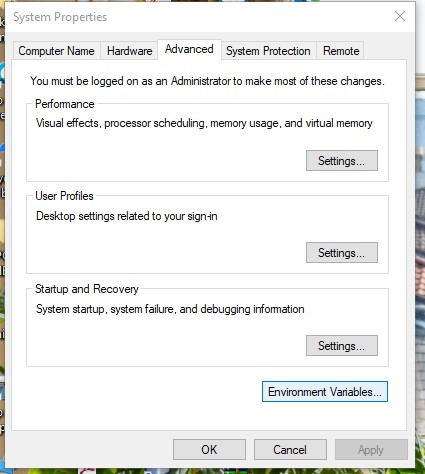 System Properties
Computer Name Hardware Advanced System Protection Remote
You must be logged on as an Administrator to make most of these changes.
Performance
Visual effects, processor scheduling, memory usage, and virtual memory
Settings...
User Profiles
Desktop settings related to your sign-in
Settings...
Startup and Recovery
System startup, system failure, and debugging information
Settings...
Environment Variables...
OK Cancel Apply